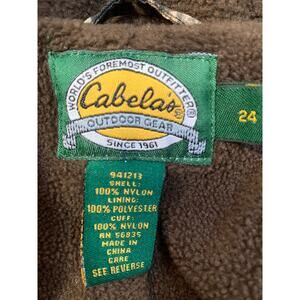 WORLD'S FOREMOST OUTFITTER®
Cabela's®
OUTDOOR GEAR
SINCE 1961
24
941213
SHELL:
100% NYLON
LINING:
100% POLYESTER
CUFF:
100% NYLON
RN 56835
MADE IN
CHINA
CARE
SEE REVERSE